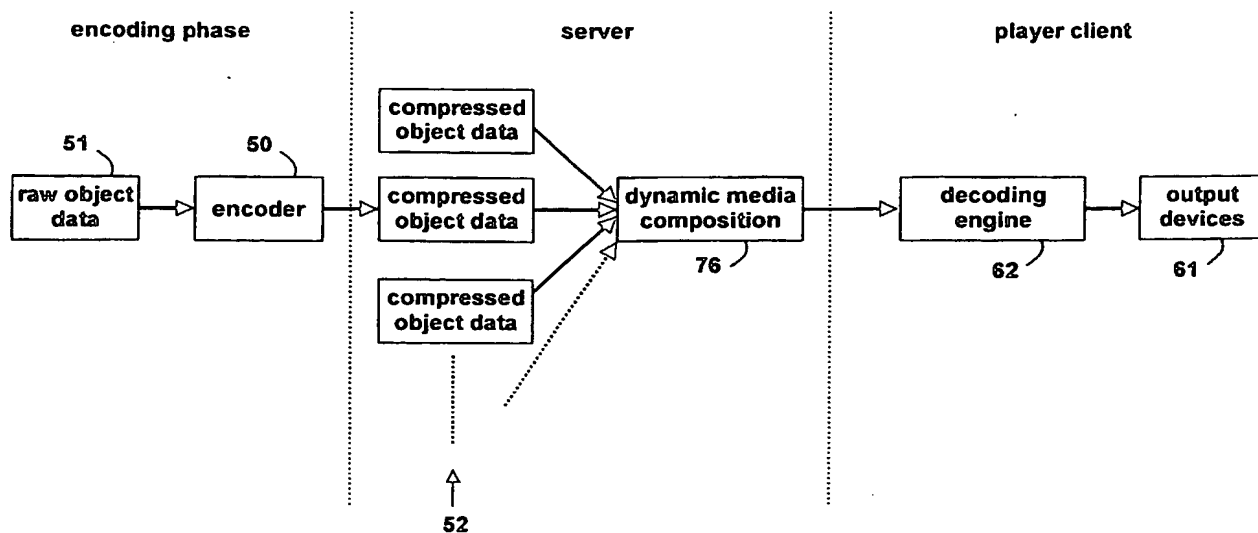 encoding phase
server
player client
compressed
object data
51
raw object
data
50
encoder
compressed
object data
dynamic media
composition
76
decoding
engine
62
output
devices
61
compressed
object data
52